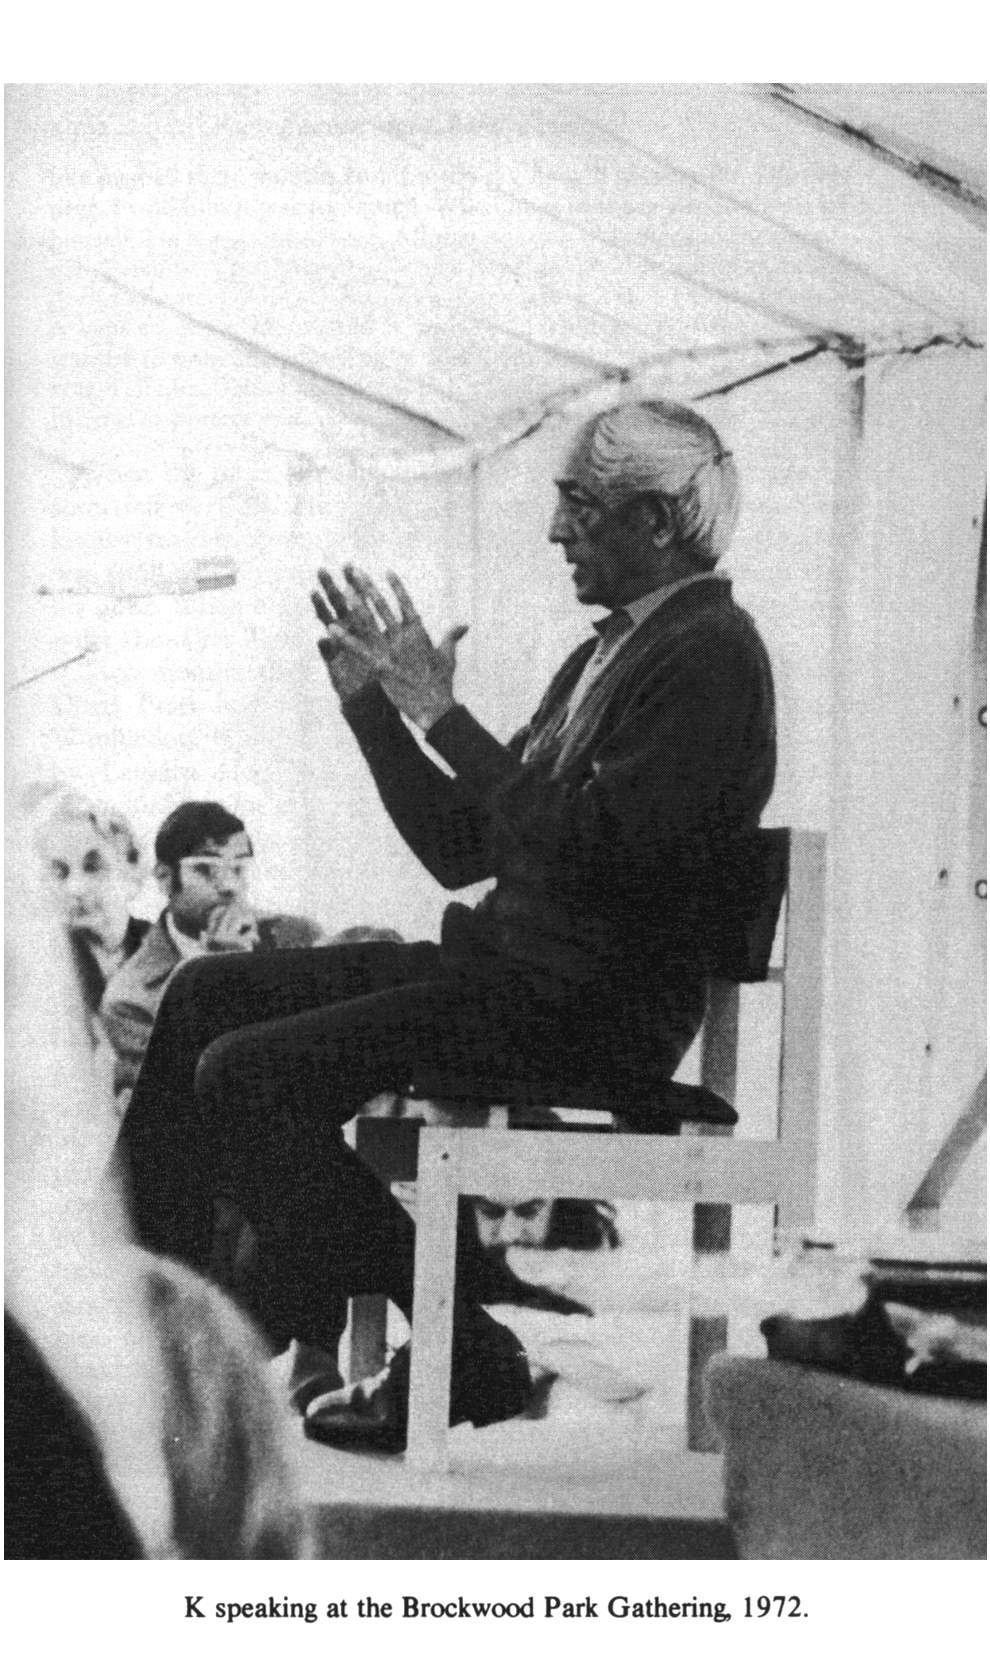 K speaking at the Brockwood Park Gathering, 1972.